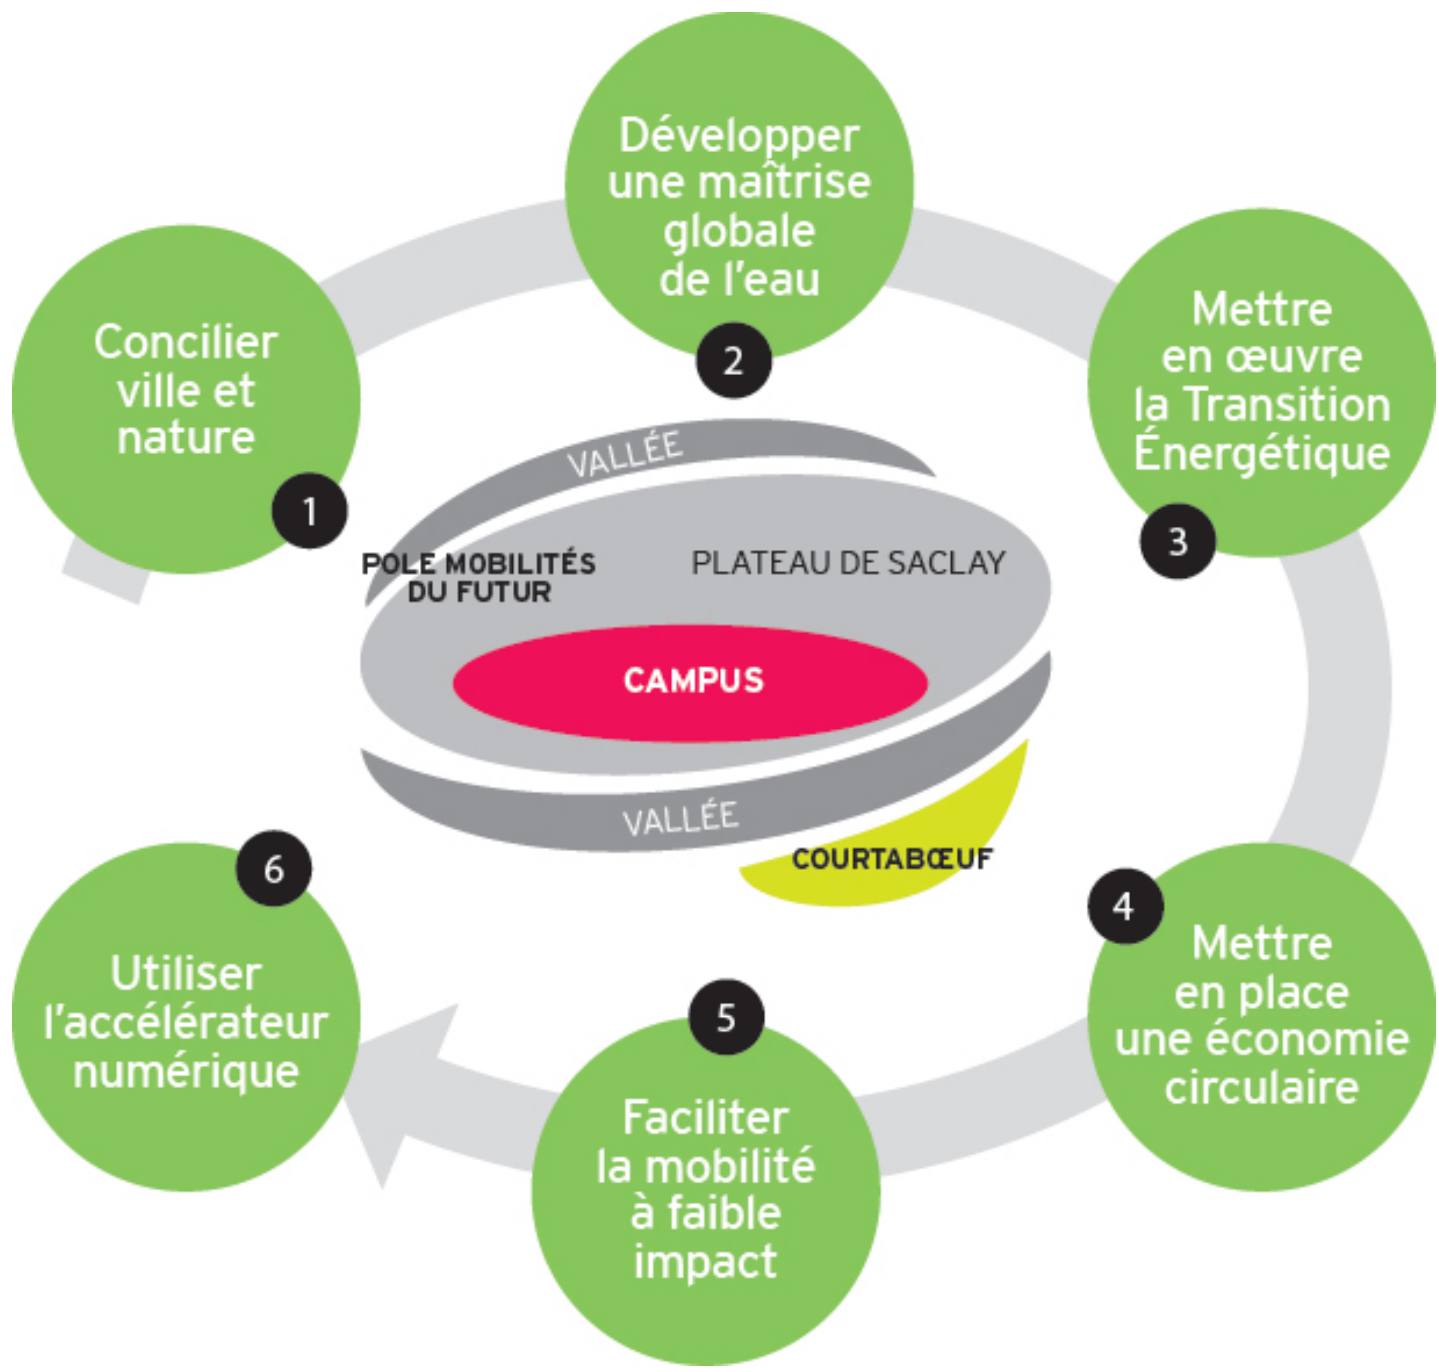 Concilier
ville et
nature
1
Développer
une maîtrise
globale
de l'eau
2
Mettre
en œuvre
la Transition
Énergétique
3
VALLÉE
POLE MOBILITÉS
DU FUTUR
PLATEAU DE SACLAY
CAMPUS
VALLÉE
COURTABŒUF
4
Mettre
en place
une économie
circulaire
5
Faciliter
la mobilité
à faible
impact
6
Utiliser
l'accélérateur
numérique